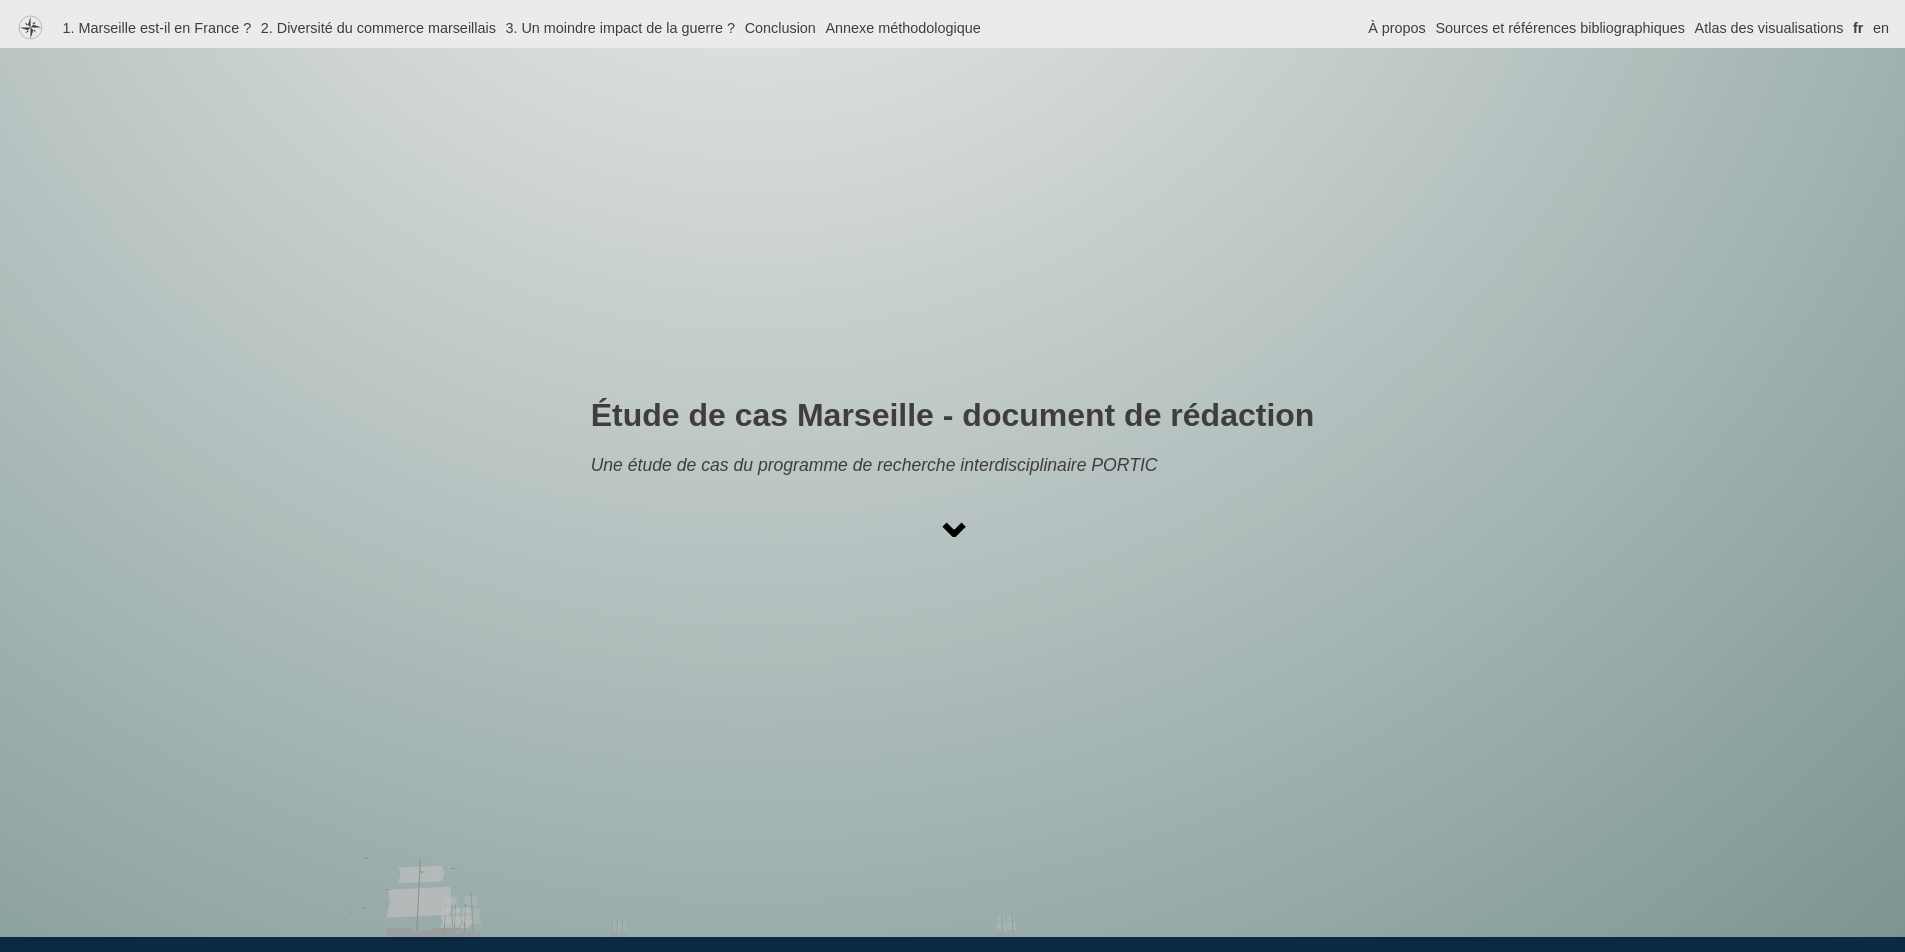 1. Marseille est-il en France ? 2. Diversité du commerce marseillais 3. Un moindre impact de la guerre ? Conclusion Annexe méthodologique À propos Sources et références bibliographiques Atlas des visualisations fr en
Étude de cas Marseille - document de rédaction
Une étude de cas du programme de recherche interdisciplinaire PORTIC